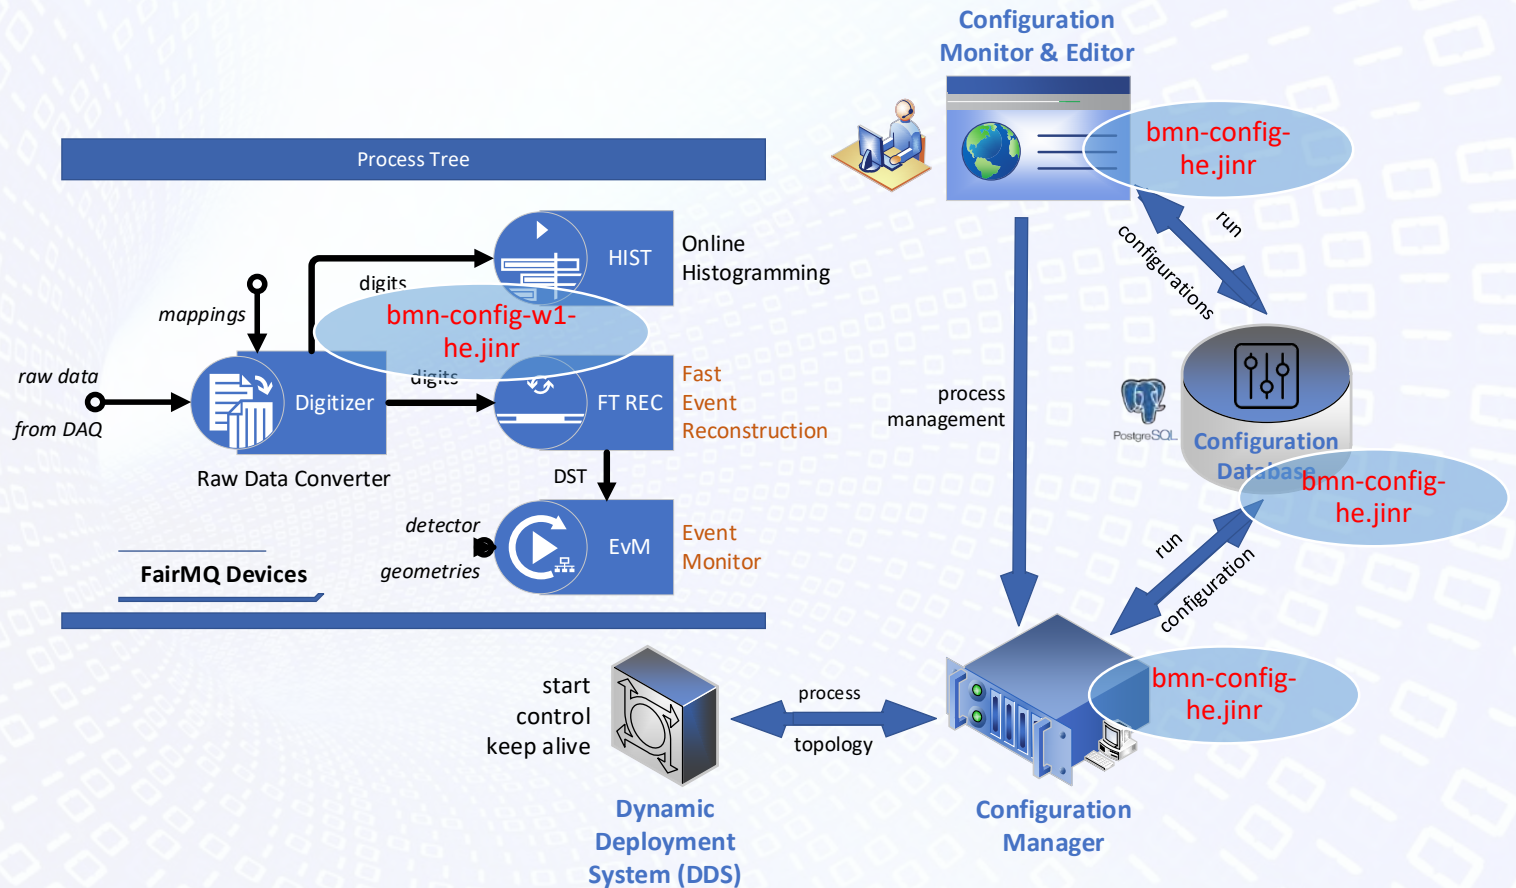 Configuration
Monitor & Editor
bmn-config-
he.jinr
Process Tree
run
configurations
HIST
Online
Histogramming
digits
mappings
bmn-config-w1-
he.jinr
raw data
from DAQ
Digitizer
digits
FT REC
Fast
Event
Reconstruction
Raw Data Converter
DST
process
management
PostgreSQL
Configuration
Database
bmn-config-
he.jinr
detector
geometries
EvM
Event
Monitor
FairMQ Devices
run
configuration
start
control
keep alive
process
topology
bmn-config-
he.jinr
Dynamic
Deployment
System (DDS)
Configuration
Manager